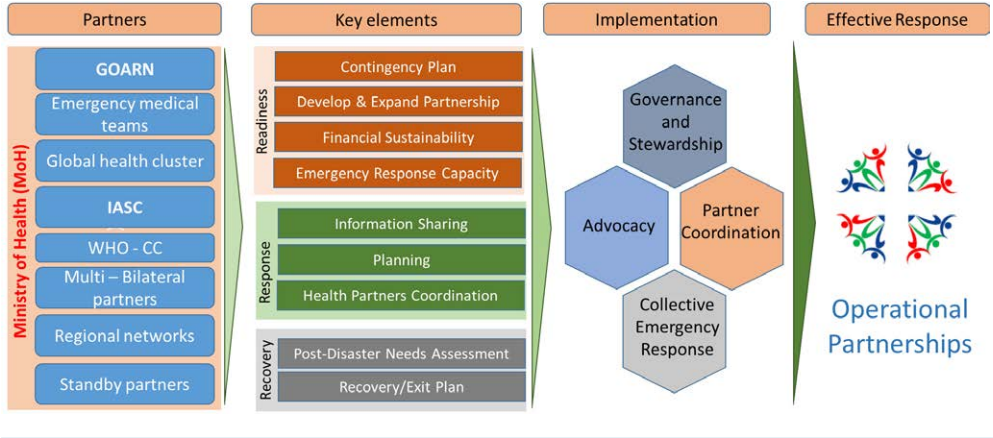 Partners
Key elements
Implementation
Effective Response
Ministry of Health (MoH)
GOARN
Emergency medical
teams
Global health cluster
IASC
WHO - CC
Multi – Bilateral
partners
Regional networks
Standby partners
Readiness
Contingency Plan
Develop & Expand Partnership
Financial Sustainability
Emergency Response Capacity
Response
Information Sharing
Planning
Health Partners Coordination
Recovery
Post-Disaster Needs Assessment
Recovery/Exit Plan
Governance
and
Stewardship
Advocacy
Partner
Coordination
Collective
Emergency
Response
Operational
Partnerships